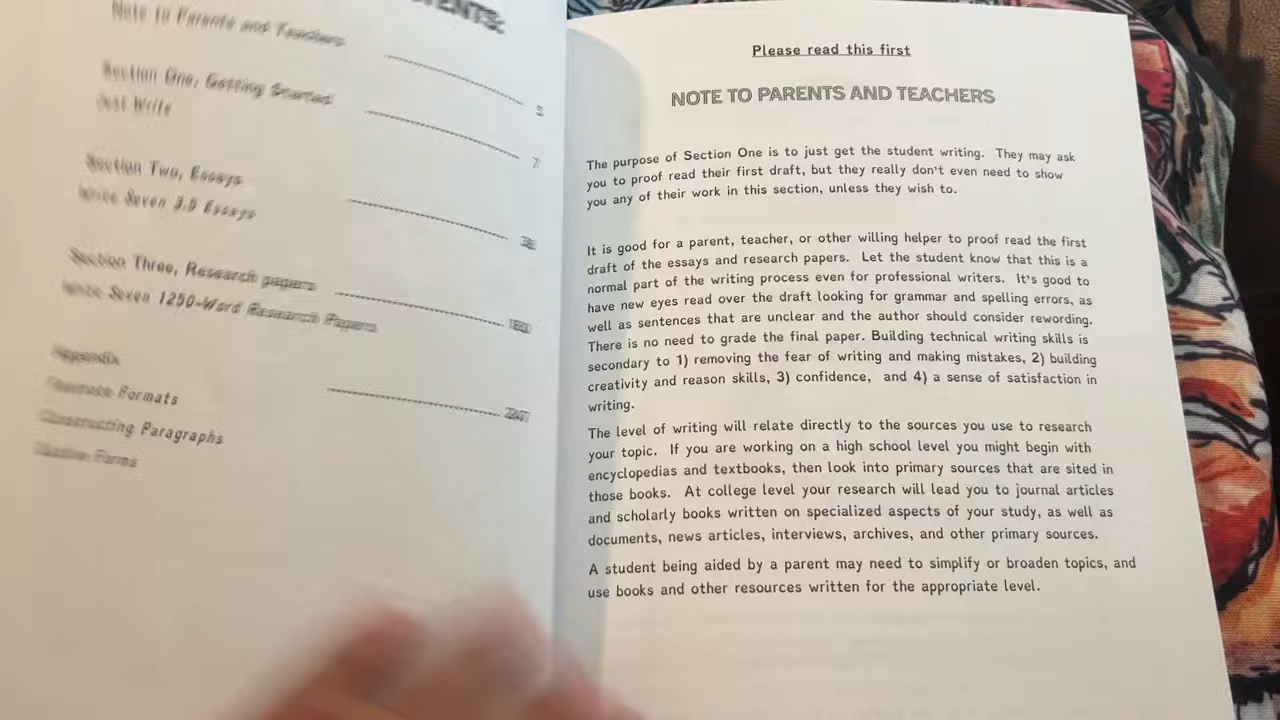 Note to Parents and Teachers
Section One, Getting Started
7
Just Write
Section Two, Essays
Write Seven 3.5 Essays
Section Three, Research papers
Write Seven 1250-Word Research Papers
Appendix
Footnote Formats
Constructing Paragraphs
Forms
Please read this first
NOTE TO PARENTS AND TEACHERS
The purpose of Section One is to just get the student writing. They may ask
you to proof read their first draft, but they really don't even need to show
you any of their work in this section, unless they wish to.
It is good for a parent, teacher, or other willing helper to proof read the first
draft of the essays and research papers. Let the student know that this is a
normal part of the writing process even for professional writers. It's good to
have new eyes read over the draft looking for grammar and spelling errors, as
well as sentences that are unclear and the author should consider rewording.
There is no need to grade the final paper. Building technical writing skills is
secondary to 1) removing the fear of writing and making mistakes, 2) building
creativity and reason skills, 3) confidence, and 4) a sense of satisfaction in
writing.
The level of writing will relate directly to the sources you use to research
your topic. If you are working on a high school level you might begin with
encyclopedias and textbooks, then look into primary sources that are sited in
those books. At college level your research will lead you to journal articles
and scholarly books written on specialized aspects of your study, as well as
documents, news articles, interviews, archives, and other primary sources.
A student being aided by a parent may need to simplify or broaden topics, and
use books and other resources written for the appropriate level.